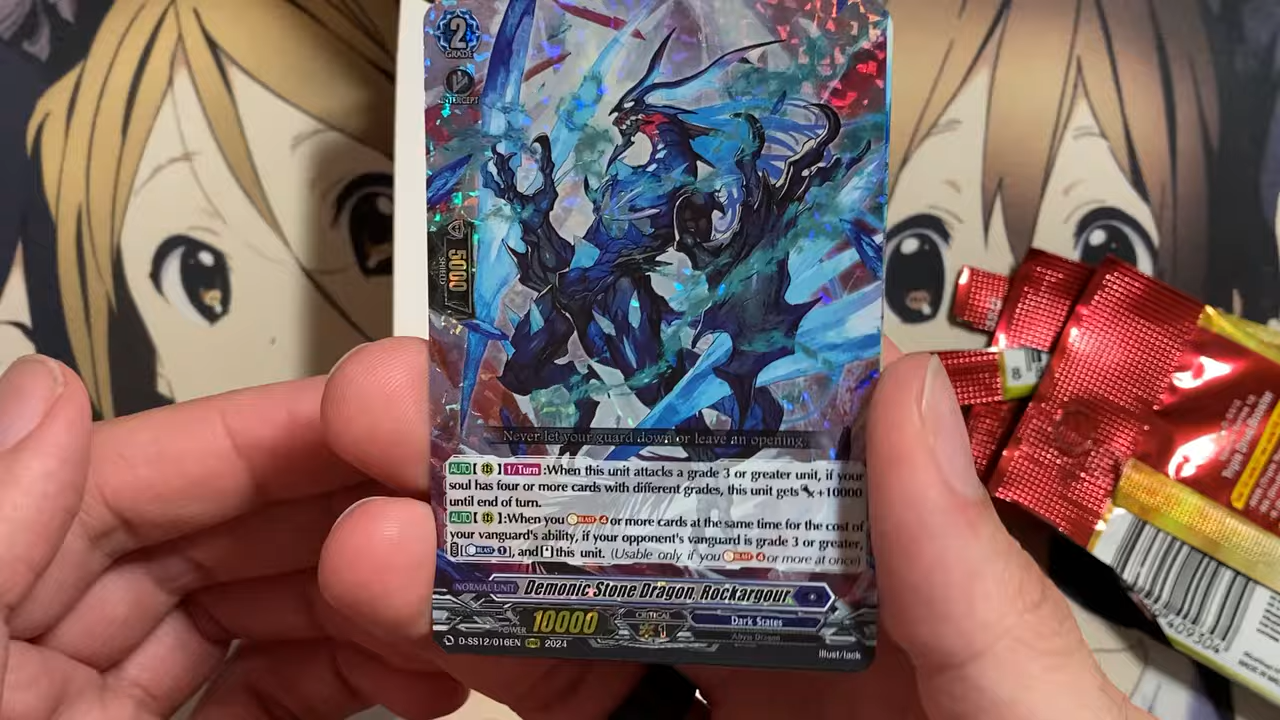 2
GRADE
INTERCEPT
5000
SHIELD
Never let your guard down or leave an opening.
AUTO【 】1/Turn :When this unit attacks a grade 3 or greater unit, if your
soul has four or more cards with different grades, this unit gets +10000
until end of turn.
AUTO【 】:When you BLAST 4 or more cards at the same time for the cost of
your vanguard's ability, if your opponent's vanguard is grade 3 or greater,
[ BLAST 1 ], and this unit. (Usable only if you BLAST 4 or more at once)
NORMAL UNIT Demonic Stone Dragon, Rockargour
POWER 10000 CRITICAL 1 Dark States
Abyss Dragon
D-SS12/016EN RRR 2024 illust/lack
409304